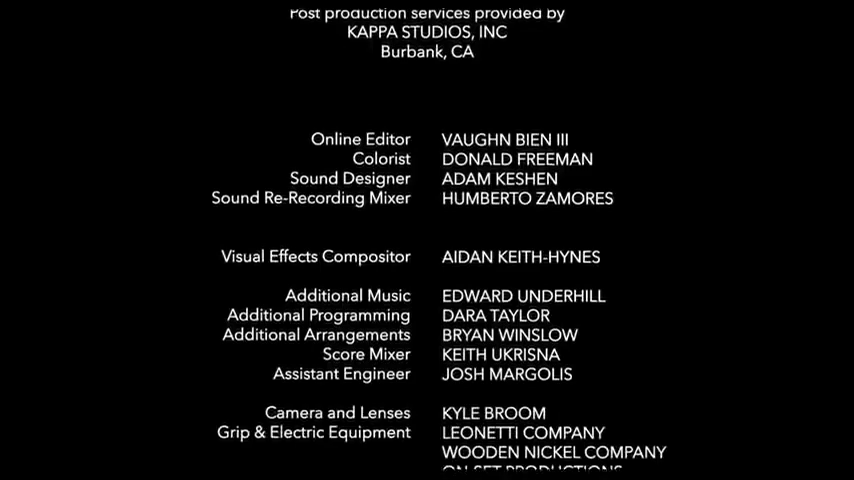 Post production services provided by
KAPPA STUDIOS, INC
Burbank, CA
Online Editor VAUGHN BIEN III
Colorist DONALD FREEMAN
Sound Designer ADAM KESHEN
Sound Re-Recording Mixer HUMBERTO ZAMORES
Visual Effects Compositor AIDAN KEITH-HYNES
Additional Music EDWARD UNDERHILL
Additional Programming DARA TAYLOR
Additional Arrangements BRYAN WINSLOW
Score Mixer KEITH UKRISNA
Assistant Engineer JOSH MARGOLIS
Camera and Lenses KYLE BROOM
Grip & Electric Equipment LEONETTI COMPANY
WOODEN NICKEL COMPANY
ON-SET PRODUCTIONS